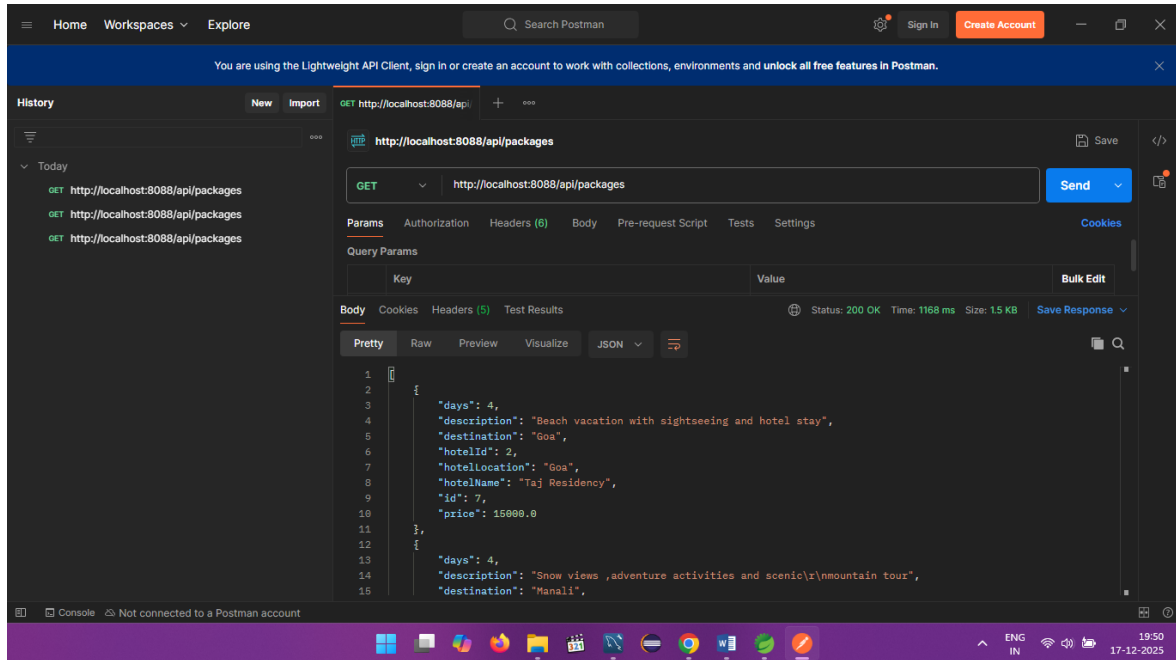 Home Workspaces Explore Search Postman Sign In Create Account
You are using the Lightweight API Client, sign in or create an account to work with collections, environments and unlock all free features in Postman.
History New Import GET http://localhost:8088/api/
HTTP http://localhost:8088/api/packages Save
Today
GET http://localhost:8088/api/packages
GET http://localhost:8088/api/packages
GET http://localhost:8088/api/packages
GET http://localhost:8088/api/packages Send
Params Authorization Headers (6) Body Pre-request Script Tests Settings Cookies
Query Params
Key Value Bulk Edit
Body Cookies Headers (5) Test Results Status: 200 OK Time: 1168 ms Size: 1.5 KB Save Response
Pretty Raw Preview Visualize JSON
1 [
2 {
3 "days": 4,
4 "description": "Beach vacation with sightseeing and hotel stay",
5 "destination": "Goa",
6 "hotelId": 2,
7 "hotelLocation": "Goa",
8 "hotelName": "Taj Residency",
9 "id": 7,
10 "price": 15000.0
11 },
12 {
13 "days": 4,
14 "description": "Snow views ,adventure activities and scenic\r\nmountain tour",
15 "destination": "Manali",
Console Not connected to a Postman account
321
W
ENG
IN
19:50
17-12-2025